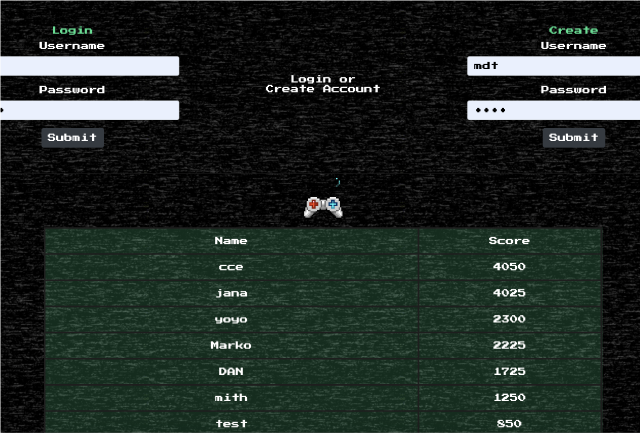 Login
Username
Password
Submit
Login or
Create Account
Create
Username
mdt
Password
••••
Submit
Name Score
cce 4050
jana 4025
yoyo 2300
Marko 2225
DAN 1725
mith 1250
test 850